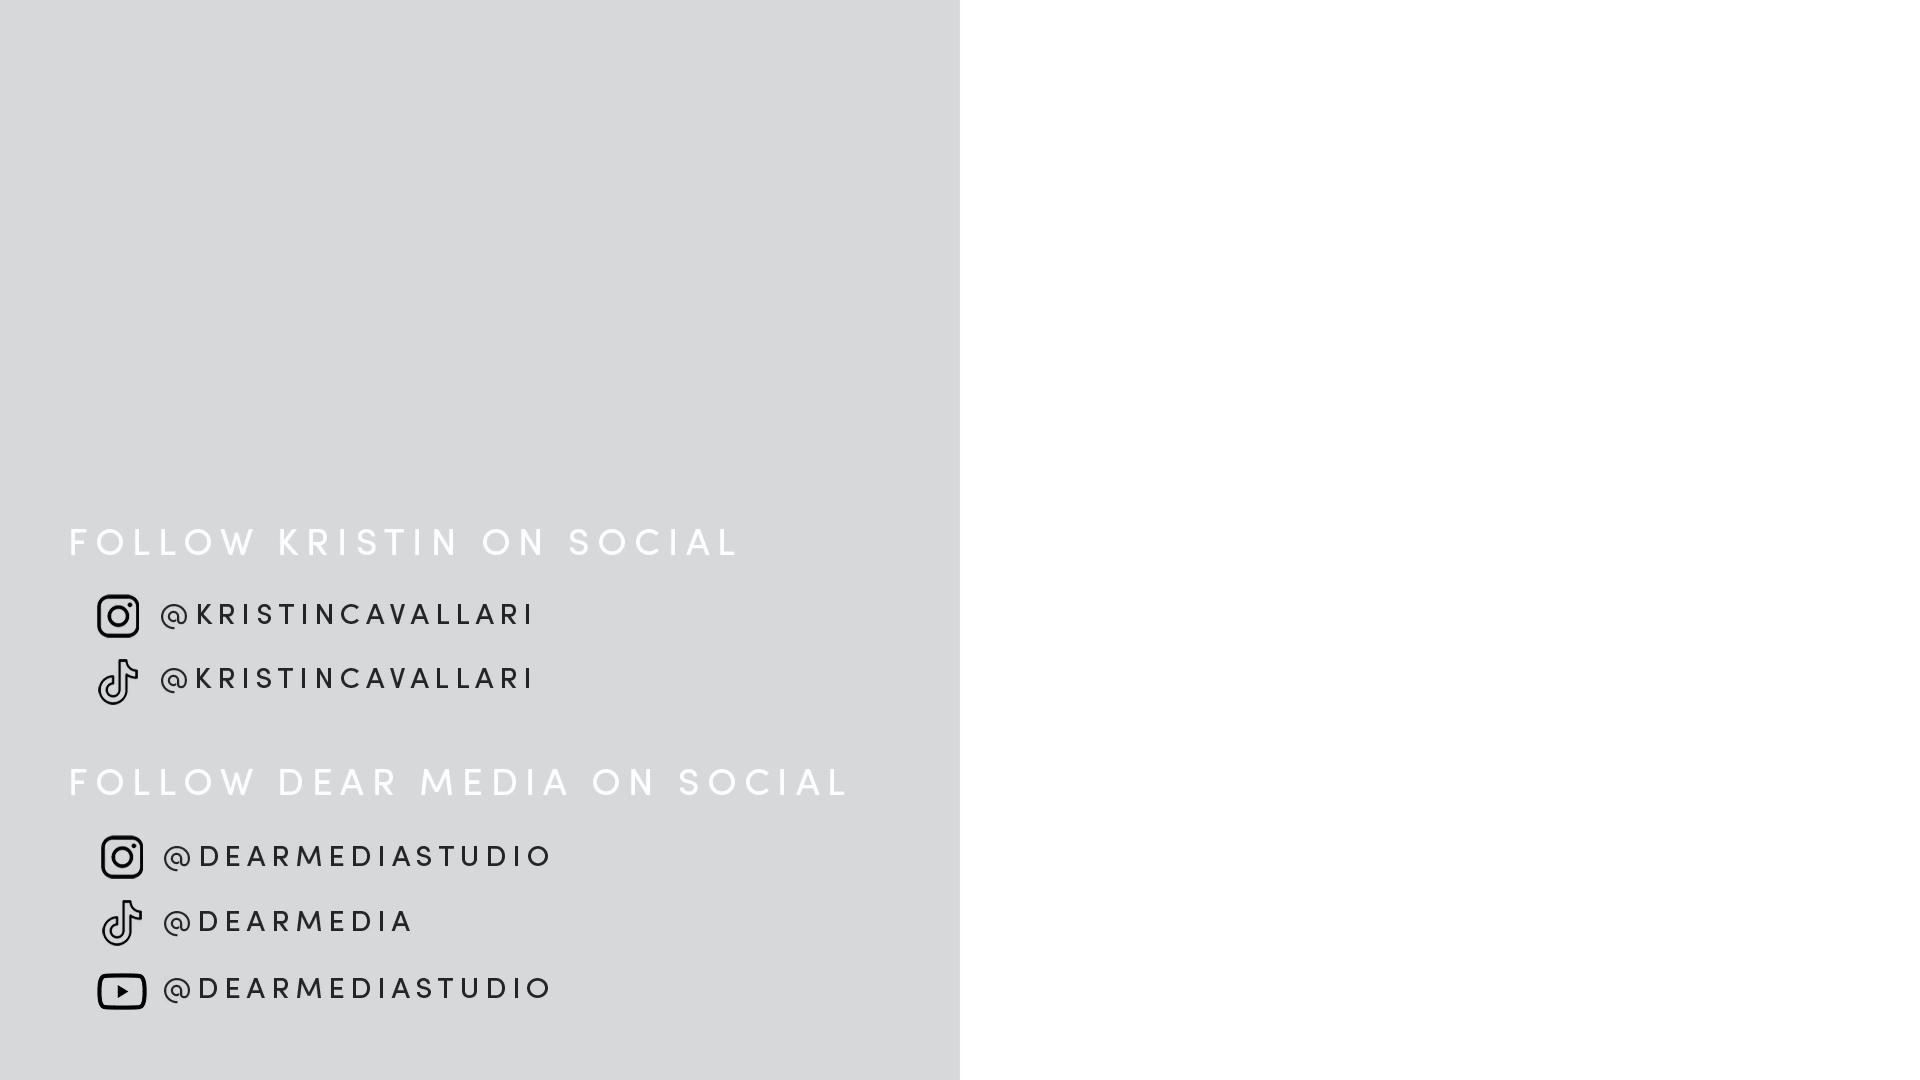 FOLLOW KRISTIN ON SOCIAL
@KRISTINCAVALLARI
@KRISTINCAVALLARI
FOLLOW DEAR MEDIA ON SOCIAL
@DEARMEDIASTUDIO
@DEARMEDIA
@DEARMEDIASTUDIO